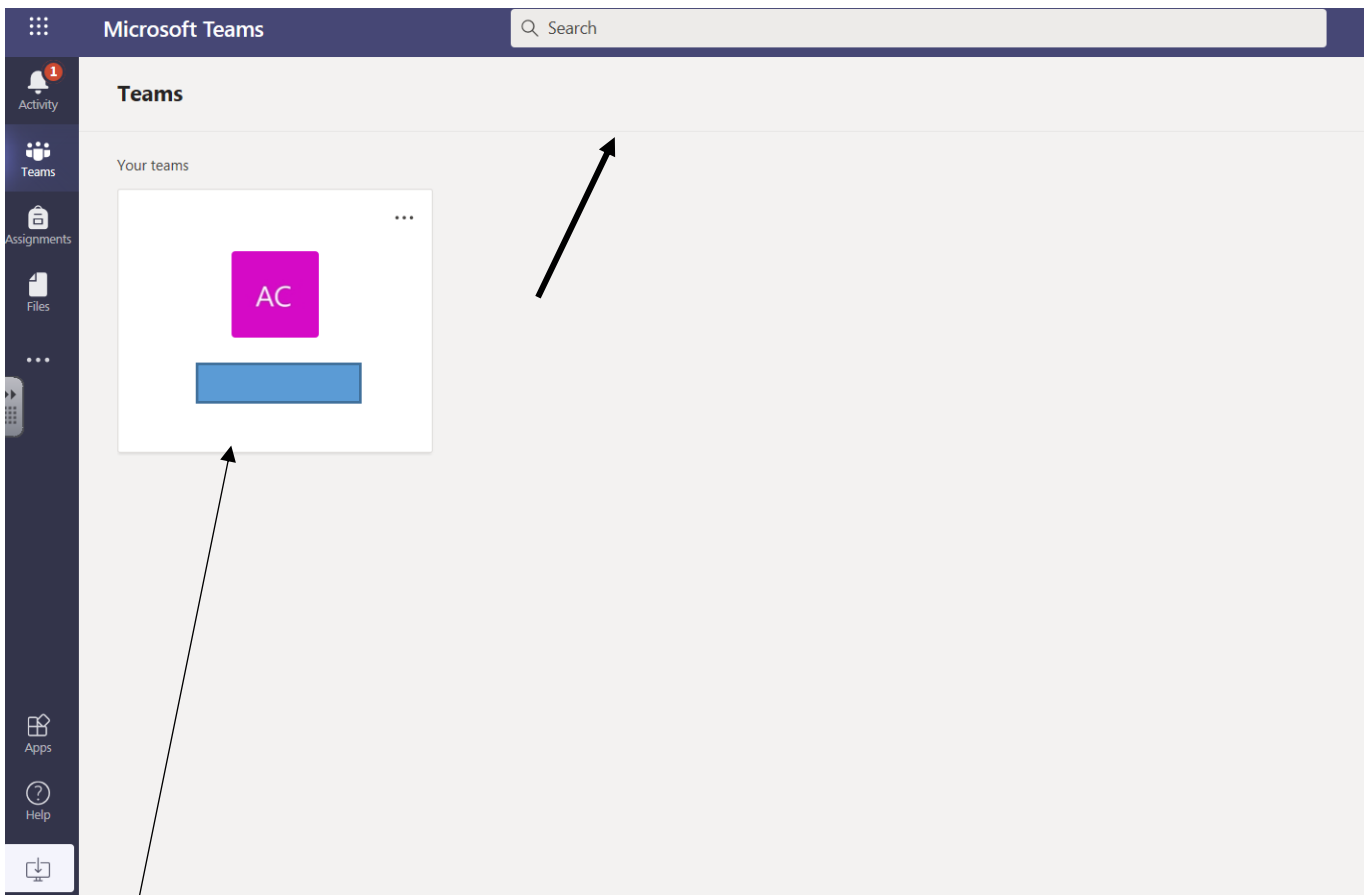 Microsoft Teams
Search
1
Activity
Teams
Assignments
Files
Apps
Help
Teams
Your teams
AC